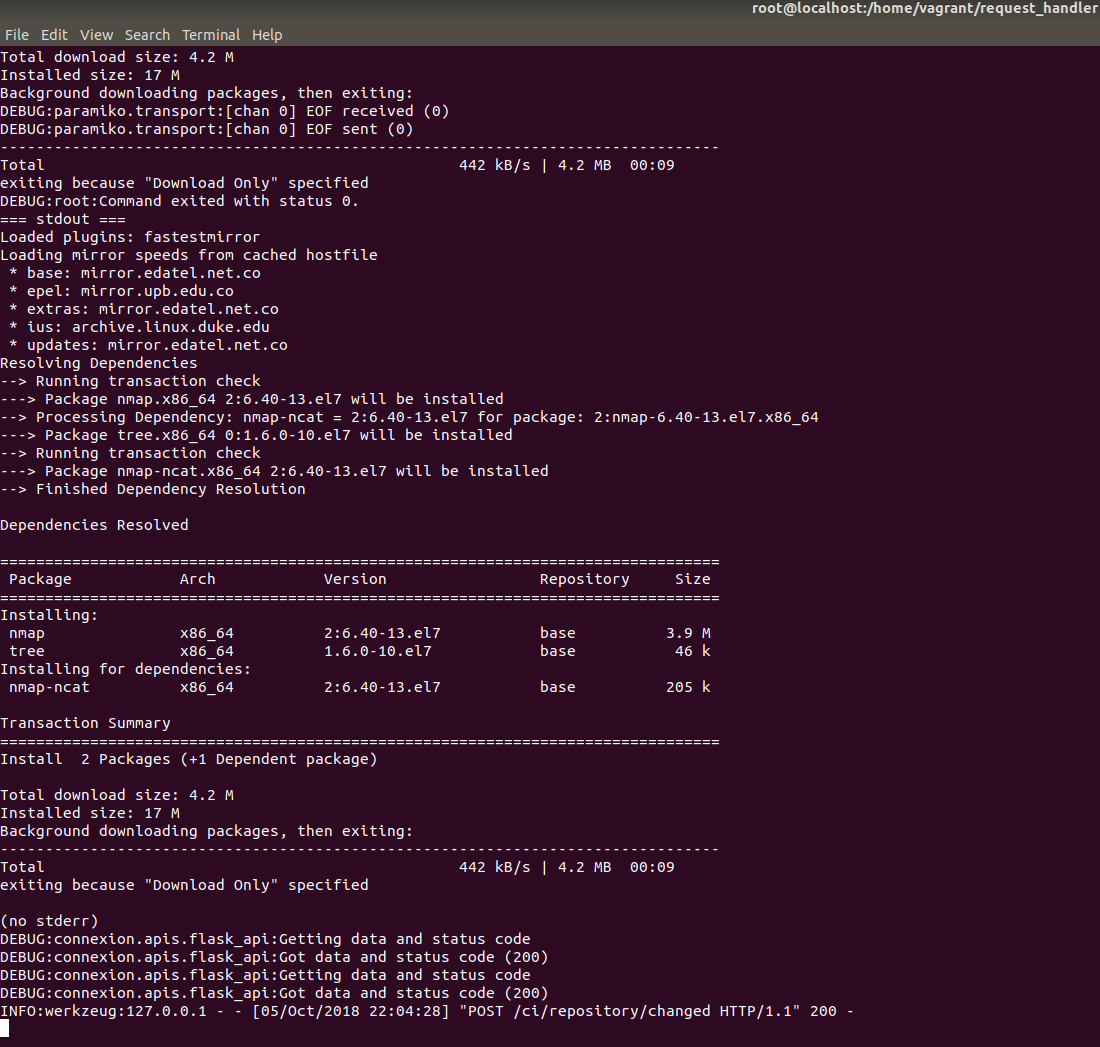 root@localhost:/home/vagrant/request_handler
File Edit View Search Terminal Help
Total download size: 4.2 M
Installed size: 17 M
Background downloading packages, then exiting:
DEBUG:paramiko.transport:[chan 0] EOF received (0)
DEBUG:paramiko.transport:[chan 0] EOF sent (0)
--------------------------------------------------------------------------------
Total                                              442 kB/s | 4.2 MB  00:09
exiting because "Download Only" specified
DEBUG:root:Command exited with status 0.
=== stdout ===
Loaded plugins: fastestmirror
Loading mirror speeds from cached hostfile
 * base: mirror.edatel.net.co
 * epel: mirror.upb.edu.co
 * extras: mirror.edatel.net.co
 * ius: archive.linux.duke.edu
 * updates: mirror.edatel.net.co
Resolving Dependencies
--> Running transaction check
---> Package nmap.x86_64 2:6.40-13.el7 will be installed
--> Processing Dependency: nmap-ncat = 2:6.40-13.el7 for package: 2:nmap-6.40-13.el7.x86_64
---> Package tree.x86_64 0:1.6.0-10.el7 will be installed
--> Running transaction check
---> Package nmap-ncat.x86_64 2:6.40-13.el7 will be installed
--> Finished Dependency Resolution

Dependencies Resolved

================================================================================
 Package            Arch            Version                 Repository     Size
================================================================================
Installing:
 nmap               x86_64          2:6.40-13.el7           base          3.9 M
 tree               x86_64          1.6.0-10.el7            base           46 k
Installing for dependencies:
 nmap-ncat          x86_64          2:6.40-13.el7           base          205 k

Transaction Summary
================================================================================
Install  2 Packages (+1 Dependent package)

Total download size: 4.2 M
Installed size: 17 M
Background downloading packages, then exiting:
--------------------------------------------------------------------------------
Total                                              442 kB/s | 4.2 MB  00:09
exiting because "Download Only" specified

(no stderr)
DEBUG:connexion.apis.flask_api:Getting data and status code
DEBUG:connexion.apis.flask_api:Got data and status code (200)
DEBUG:connexion.apis.flask_api:Getting data and status code
DEBUG:connexion.apis.flask_api:Got data and status code (200)
INFO:werkzeug:127.0.0.1 - - [05/Oct/2018 22:04:28] "POST /ci/repository/changed HTTP/1.1" 200 -